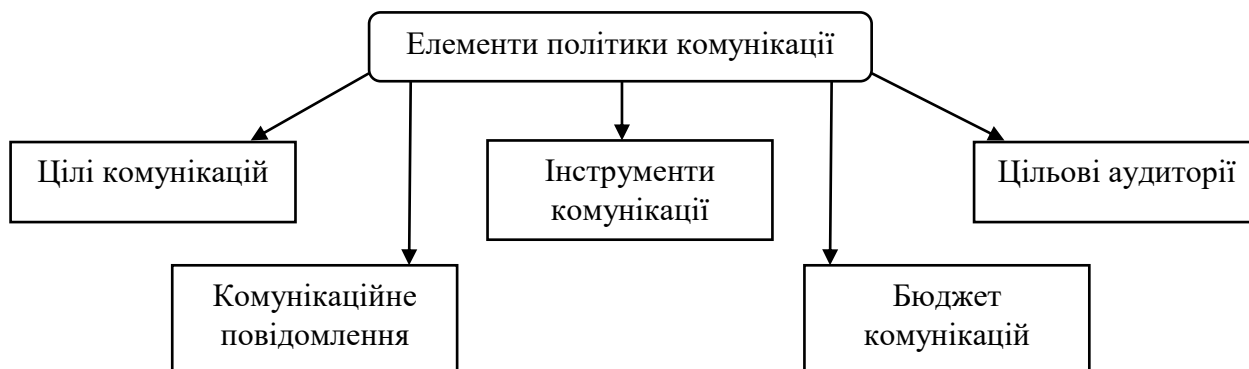 Елементи політики комунікації
Цілі комунікацій
Інструменти
комунікації
Цільові аудиторії
Комунікаційне
повідомлення
Бюджет
комунікацій